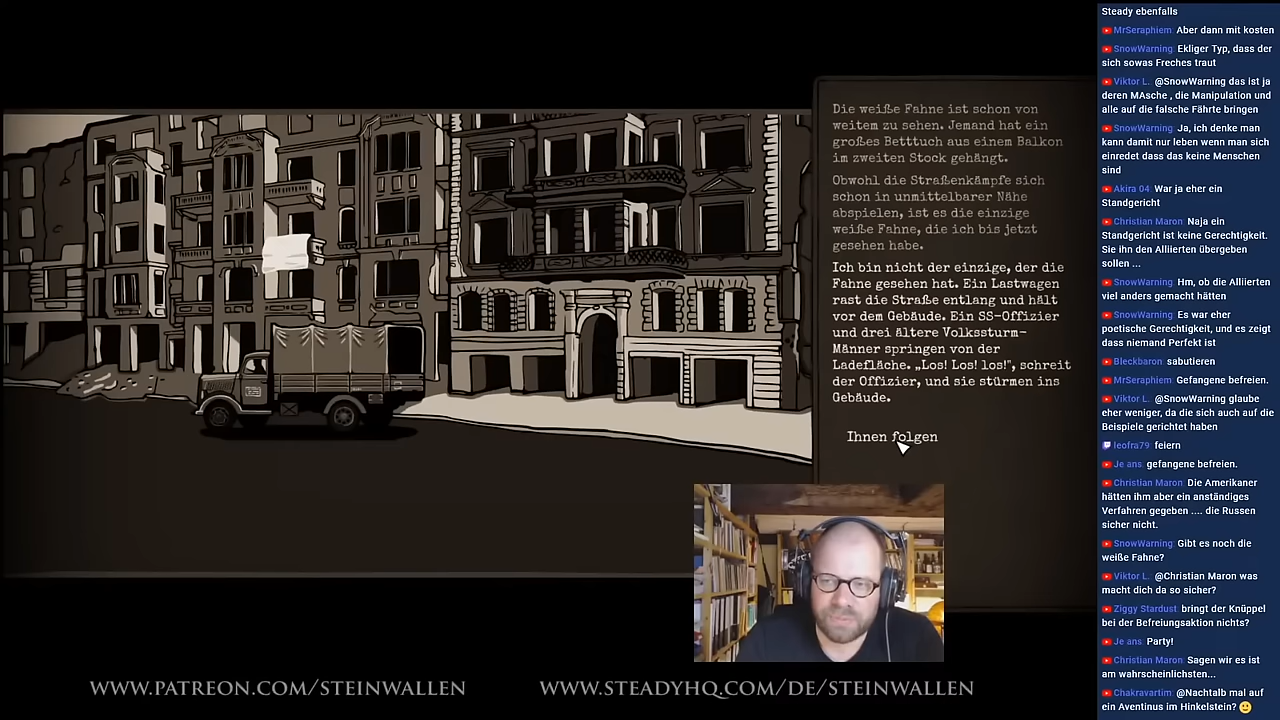 Die weiße Fahne ist schon von
weitem zu sehen. Jemand hat ein
großes Betttuch aus einem Balkon
im zweiten Stock gehängt.
Obwohl die Straßenkämpfe sich
schon in unmittelbarer Nähe
abspielen, ist es die einzige
weiße Fahne, die ich bis jetzt
gesehen habe.
Ich bin nicht der einzige, der die
Fahne gesehen hat. Ein Lastwagen
rast die Straße entlang und hält
vor dem Gebäude. Ein SS-Offizier
und drei ältere Volkssturm-
Männer springen von der
Ladefläche. „Los! Los! los!", schreit
der Offizier, und sie stürmen ins
Gebäude.
Ihnen folgen
WWW.PATREON.COM/STEINWALLEN
WWW.STEADYHQ.COM/DE/STEINWALLEN
Steady ebenfalls
MrSeraphiem: Aber dann mit kosten
SnowWarning: Ekliger Typ, dass der
sich sowas Freches traut
Viktor L.: @SnowWarning das ist ja
deren MAsche , die Manipulation und
alle auf die falsche Fährte bringen
SnowWarning: Ja, ich denke man
kann damit nur leben wenn man sich
einredet dass das keine Menschen
sind
Akira 04: War ja eher ein
Standgericht
Christian Maron: Naja ein
Standgericht ist keine Gerechtigkeit.
Sie ihn den Alliierten übergeben
sollen ...
SnowWarning: Hm, ob die Alliierten
viel anders gemacht hätten
SnowWarning: Es war eher
poetische Gerechtigkeit, und es zeigt
dass niemand Perfekt ist
Bleckbaron: sabutieren
MrSeraphiem: Gefangene befreien.
Viktor L.: @SnowWarning glaube
eher weniger, da die sich auch auf die
Beispiele gerichtet haben
leofra79: feiern
Je ans: gefangene befreien.
Christian Maron: Die Amerikaner
hätten ihm aber ein anständiges
Verfahren gegeben .... die Russen
sicher nicht.
SnowWarning: Gibt es noch die
weiße Fahne?
Viktor L.: @Christian Maron was
macht dich da so sicher?
Ziggy Stardust: bringt der Knüppel
bei der Befreiungsaktion nichts?
Je ans: Party!
Christian Maron: Sagen wir es ist
am wahrscheinlichsten...
Chakravartim: @Nachtalb mal auf
ein Aventinus im Hinkelstein? 🙂